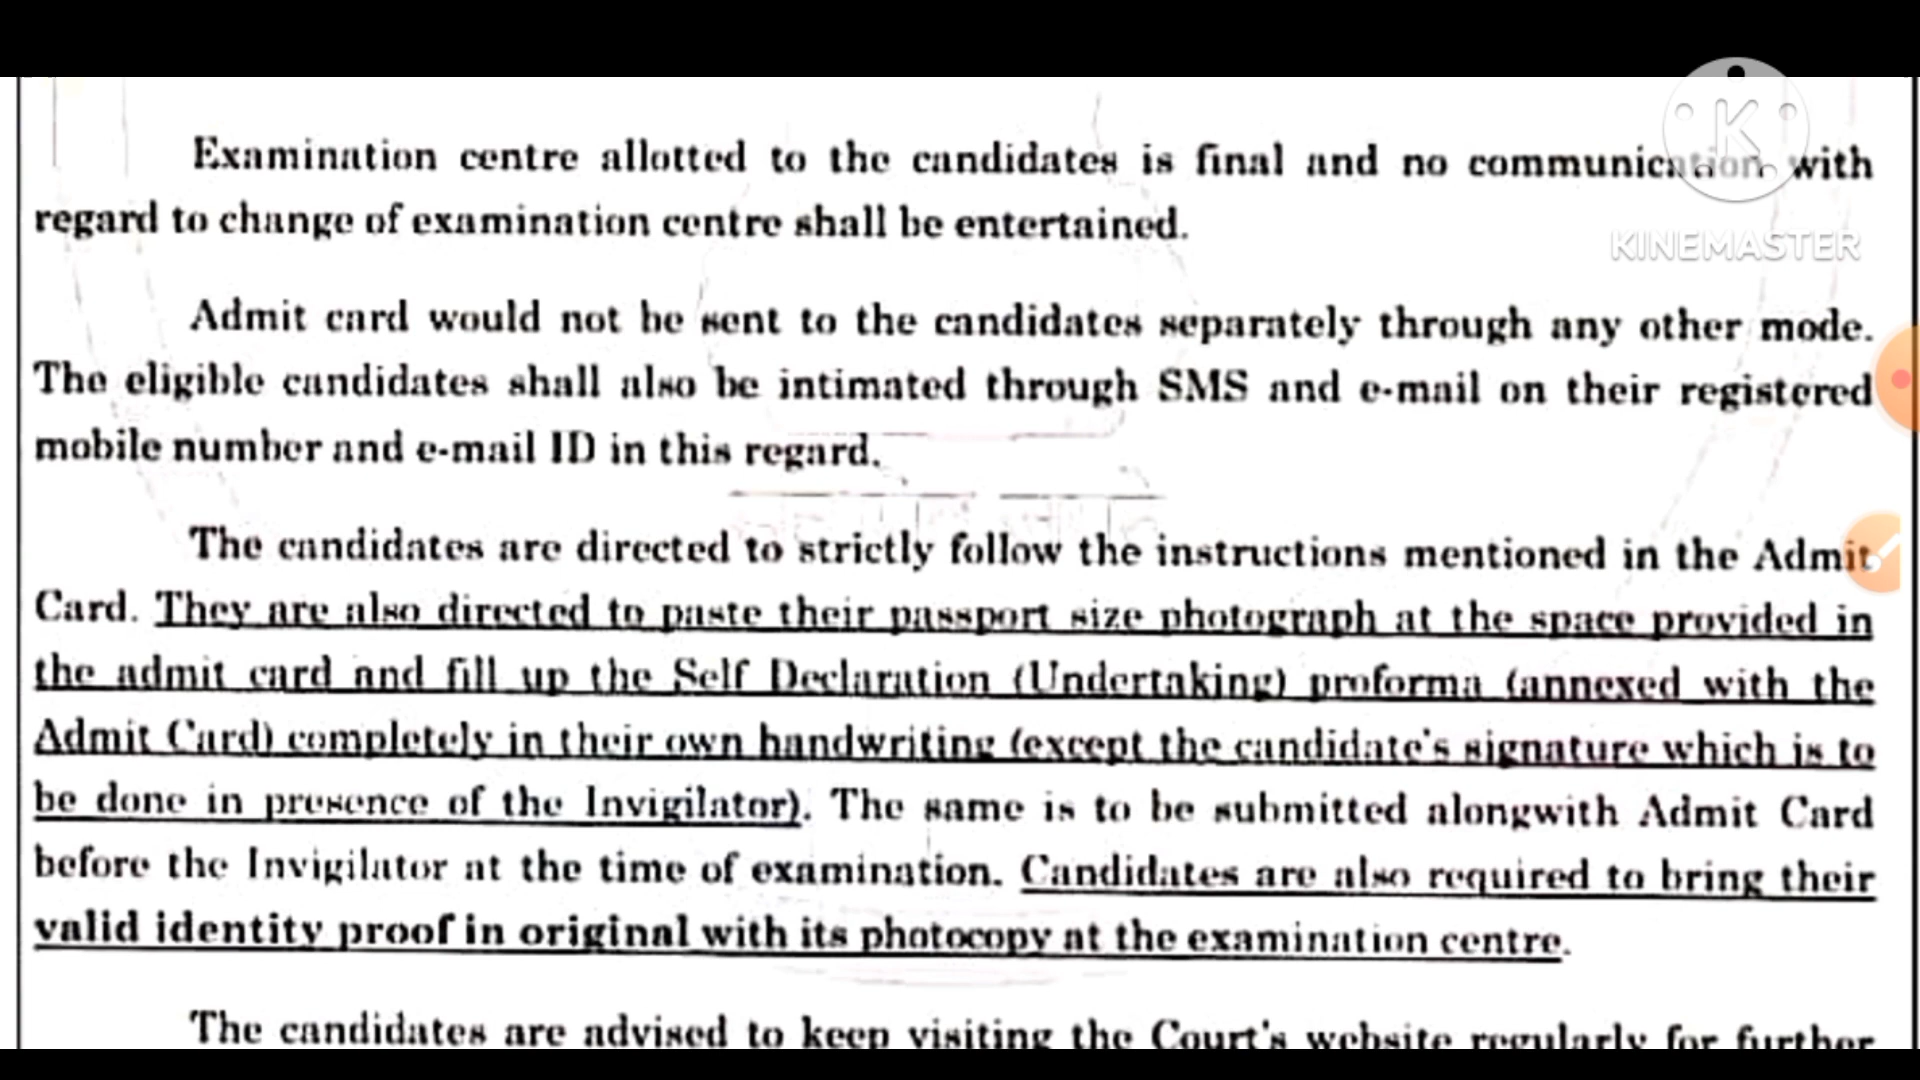 Examination centre allotted to the candidates is final and no communication with
regard to change of examination centre shall be entertained.
Admit card would not be sent to the candidates separately through any other mode.
The eligible candidates shall also be intimated through SMS and e-mail on their registered
mobile number and e-mail ID in this regard.
The candidates are directed to strictly follow the instructions mentioned in the Admit
Card. They are also directed to paste their passport size photograph at the space provided in
the admit card and fill up the Self Declaration (Undertaking) proforma (annexed with the
Admit Card) completely in their own handwriting (except the candidate's signature which is to
be done in presence of the Invigilator). The same is to be submitted alongwith Admit Card
before the Invigilator at the time of examination. Candidates are also required to bring their
valid identity proof in original with its photocopy at the examination centre.
The candidates are advised to keep visiting the Court's website regularly for further
K
KINEMASTER